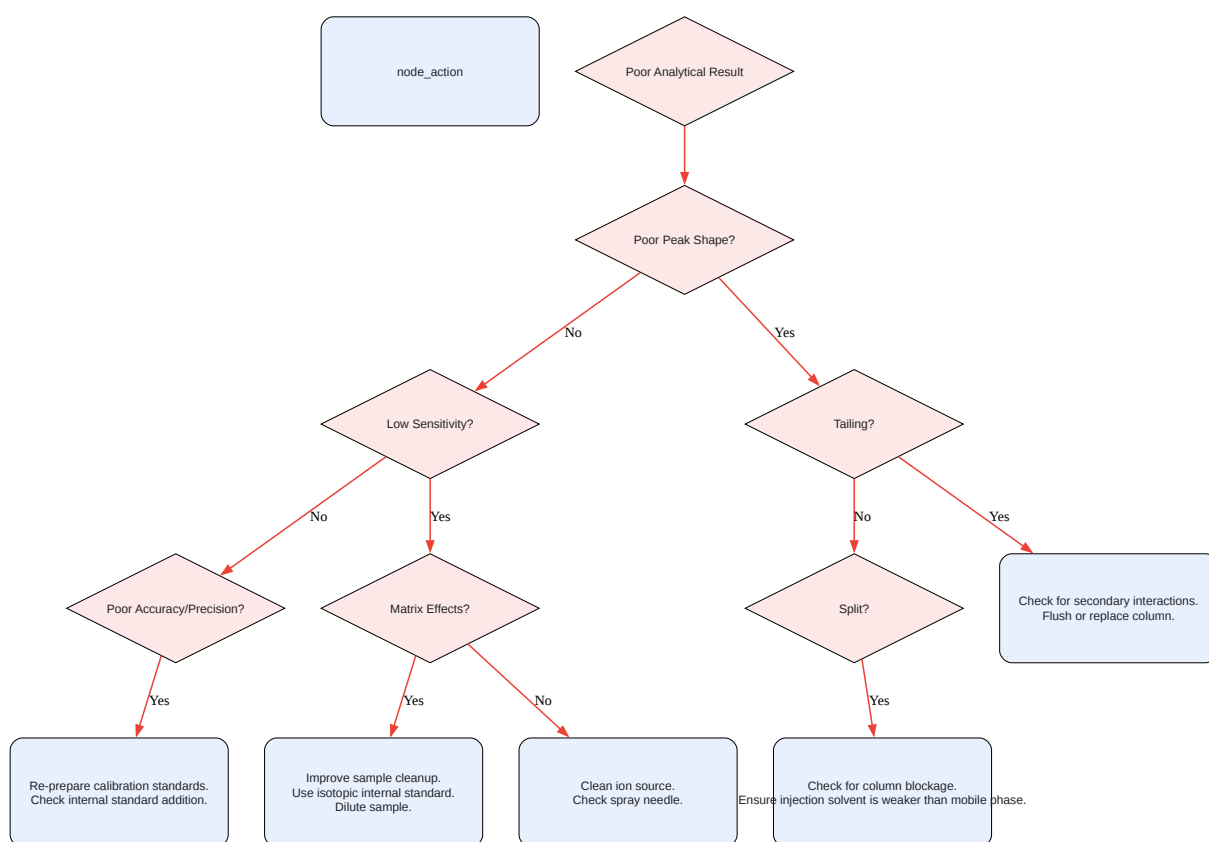 node_action
Poor Analytical Result
Poor Peak Shape?
No
Yes
Low Sensitivity?
Tailing?
No
Yes
No
Yes
Poor Accuracy/Precision?
Matrix Effects?
Split?
Check for secondary interactions.
Flush or replace column.
Yes
Yes
No
Yes
Re-prepare calibration standards.
Check internal standard addition.
Improve sample cleanup.
Use isotopic internal standard.
Dilute sample.
Clean ion source.
Check spray needle.
Check for column blockage.
Ensure injection solvent is weaker than mobile phase.